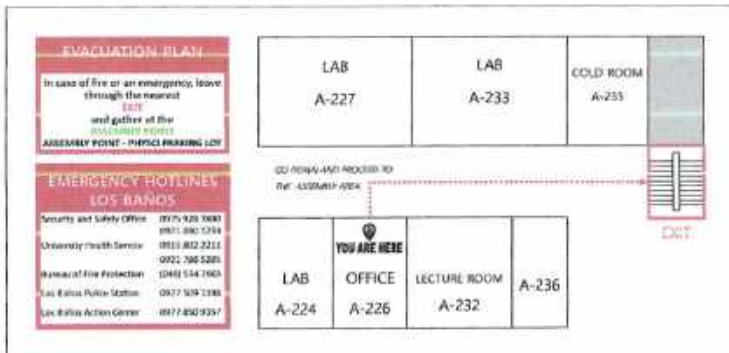 EVACUATION PLAN
In case of fire or an emergency, leave
through the nearest
EXIT
and gather at the
ASSEMBLY POINT
ASSEMBLY POINT - PHYSCI PARKING LOT
EMERGENCY HOTLINES
LOS BAÑOS
Security and Safety Office
University Health Service
Bureau of Fire Protection
Los Baños Police Station
Los Baños Action Center
LAB
A-227
LAB
A-233
COLD ROOM
A-235
GO DOWN AND PROCEED TO
THE ASSEMBLY AREA
EXIT
YOU ARE HERE
LAB
A-224
OFFICE
A-226
LECTURE ROOM
A-232
A-236